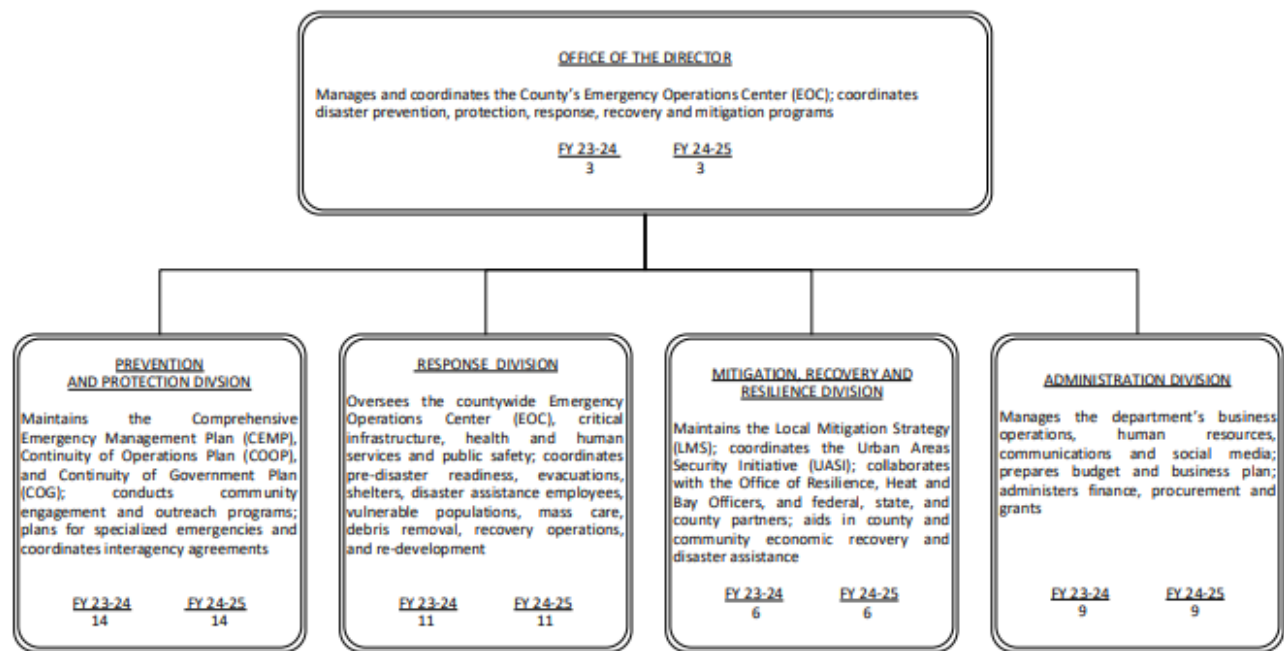 OFFICE OF THE DIRECTOR
Manages and coordinates the County's Emergency Operations Center (EOC); coordinates
disaster prevention, protection, response, recovery and mitigation programs
FY 23-24 FY 24-25
3 3
PREVENTION
AND PROTECTION DIVSION
Maintains the Comprehensive
Emergency Management Plan (CEMP),
Continuity of Operations Plan (COOP),
and Continuity of Government Plan
(COG); conducts community
engagement and outreach programs;
plans for specialized emergencies and
coordinates interagency agreements
FY 23-24 FY 24-25
14 14
RESPONSE DIVISION
Oversees the countywide Emergency
Operations Center (EOC), critical
infrastructure, health and human
services and public safety; coordinates
pre-disaster readiness, evacuations,
shelters, disaster assistance employees,
vulnerable populations, mass care,
debris removal, recovery operations,
and re-development
FY 23-24 FY 24-25
11 11
MITIGATION, RECOVERY AND
RESILIENCE DIVISION
Maintains the Local Mitigation Strategy
(LMS); coordinates the Urban Areas
Security Initiative (UASI); collaborates
with the Office of Resilience, Heat and
Bay Officers, and federal, state, and
county partners; aids in county and
community economic recovery and
disaster assistance
FY 23-24 FY 24-25
6 6
ADMINISTRATION DIVISION
Manages the department's business
operations, human resources,
communications and social media;
prepares budget and business plan;
administers finance, procurement and
grants
FY 23-24 FY 24-25
9 9